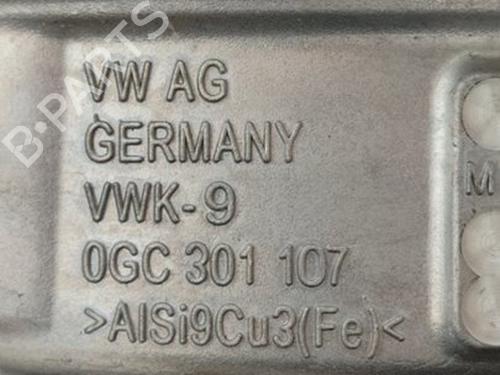 VW AG
GERMANY
VWK-9
0GC 301 107
>AlSi9Cu3(Fe)<
M
B-PARTS